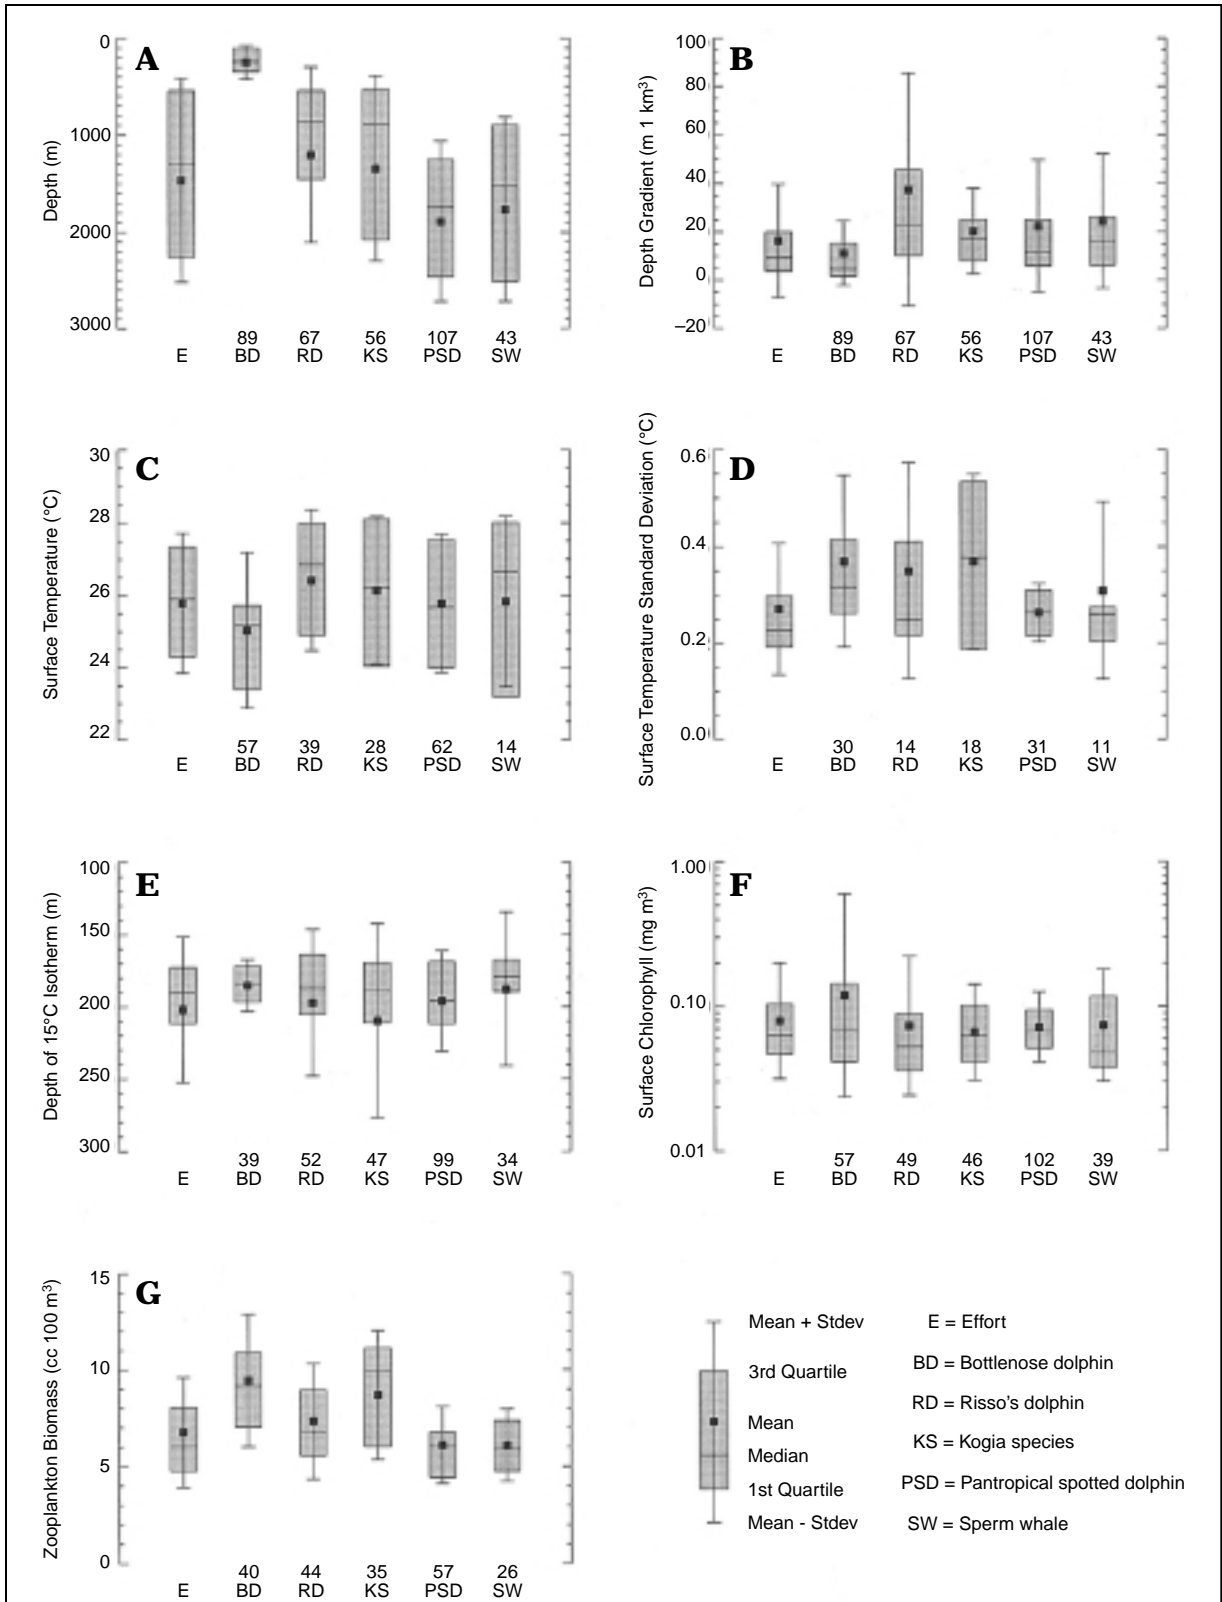 A
Depth (m)
0
1000
2000
3000
89 67 56 107 43
E BD RD KS PSD SW
B
Depth Gradient (m 1 km³)
100
80
60
40
20
0
–20
89 67 56 107 43
E BD RD KS PSD SW
C
Surface Temperature (°C)
30
28
26
24
22
57 39 28 62 14
E BD RD KS PSD SW
D
Surface Temperature Standard Deviation (°C)
0.6
0.4
0.2
0.0
30 14 18 31 11
E BD RD KS PSD SW
E
Depth of 15°C Isotherm (m)
100
150
200
250
300
39 52 47 99 34
E BD RD KS PSD SW
F
Surface Chlorophyll (mg m³)
1.00
0.10
0.01
57 49 46 102 39
E BD RD KS PSD SW
G
Zooplankton Biomass (cc 100 m³)
15
10
5
0
40 44 35 57 26
E BD RD KS PSD SW
Mean + Stdev
3rd Quartile
Mean
Median
1st Quartile
Mean - Stdev
E = Effort
BD = Bottlenose dolphin
RD = Risso's dolphin
KS = Kogia species
PSD = Pantropical spotted dolphin
SW = Sperm whale